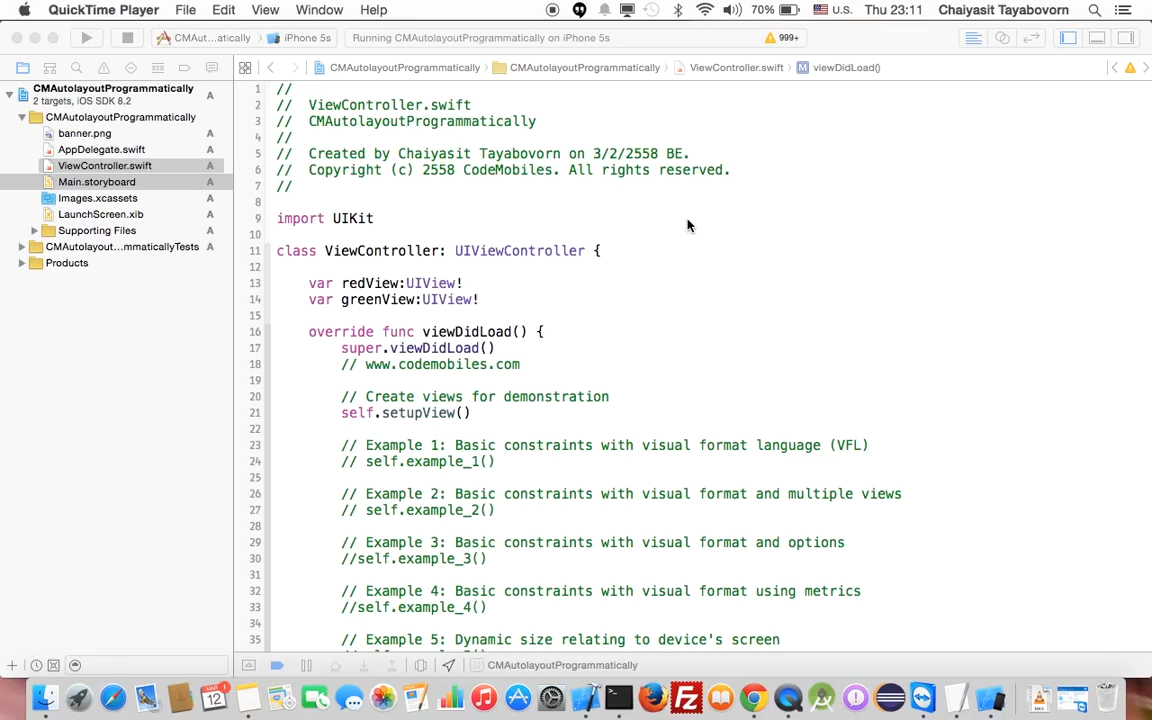 QuickTime Player File Edit View Window Help 70% U.S. Thu 23:11 Chaiyasit Tayabovorn
CMAut...atically iPhone 5s Running CMAutolayoutProgrammatically on iPhone 5s 999+
CMAutolayoutProgrammatically CMAutolayoutProgrammatically ViewController.swift M viewDidLoad()
CMAutolayoutProgrammatically A
2 targets, iOS SDK 8.2
CMAutolayoutProgrammatically
banner.png A
AppDelegate.swift A
ViewController.swift A
Main.storyboard A
Images.xcassets A
LaunchScreen.xib A
Supporting Files
CMAutolayout...mmaticallyTests A
Products
1 //
2 // ViewController.swift
3 // CMAutolayoutProgrammatically
4 //
5 // Created by Chaiyasit Tayabovorn on 3/2/2558 BE.
6 // Copyright (c) 2558 CodeMobiles. All rights reserved.
7 //
8
9 import UIKit
10
11 class ViewController: UIViewController {
12
13 var redView:UIView!
14 var greenView:UIView!
15
16 override func viewDidLoad() {
17 super.viewDidLoad()
18 // www.codemobiles.com
19
20 // Create views for demonstration
21 self.setupView()
22
23 // Example 1: Basic constraints with visual format language (VFL)
24 // self.example_1()
25
26 // Example 2: Basic constraints with visual format and multiple views
27 // self.example_2()
28
29 // Example 3: Basic constraints with visual format and options
30 //self.example_3()
31
32 // Example 4: Basic constraints with visual format using metrics
33 //self.example_4()
34
35 // Example 5: Dynamic size relating to device's screen
CMAutolayoutProgrammatically
MAR 12 FZ